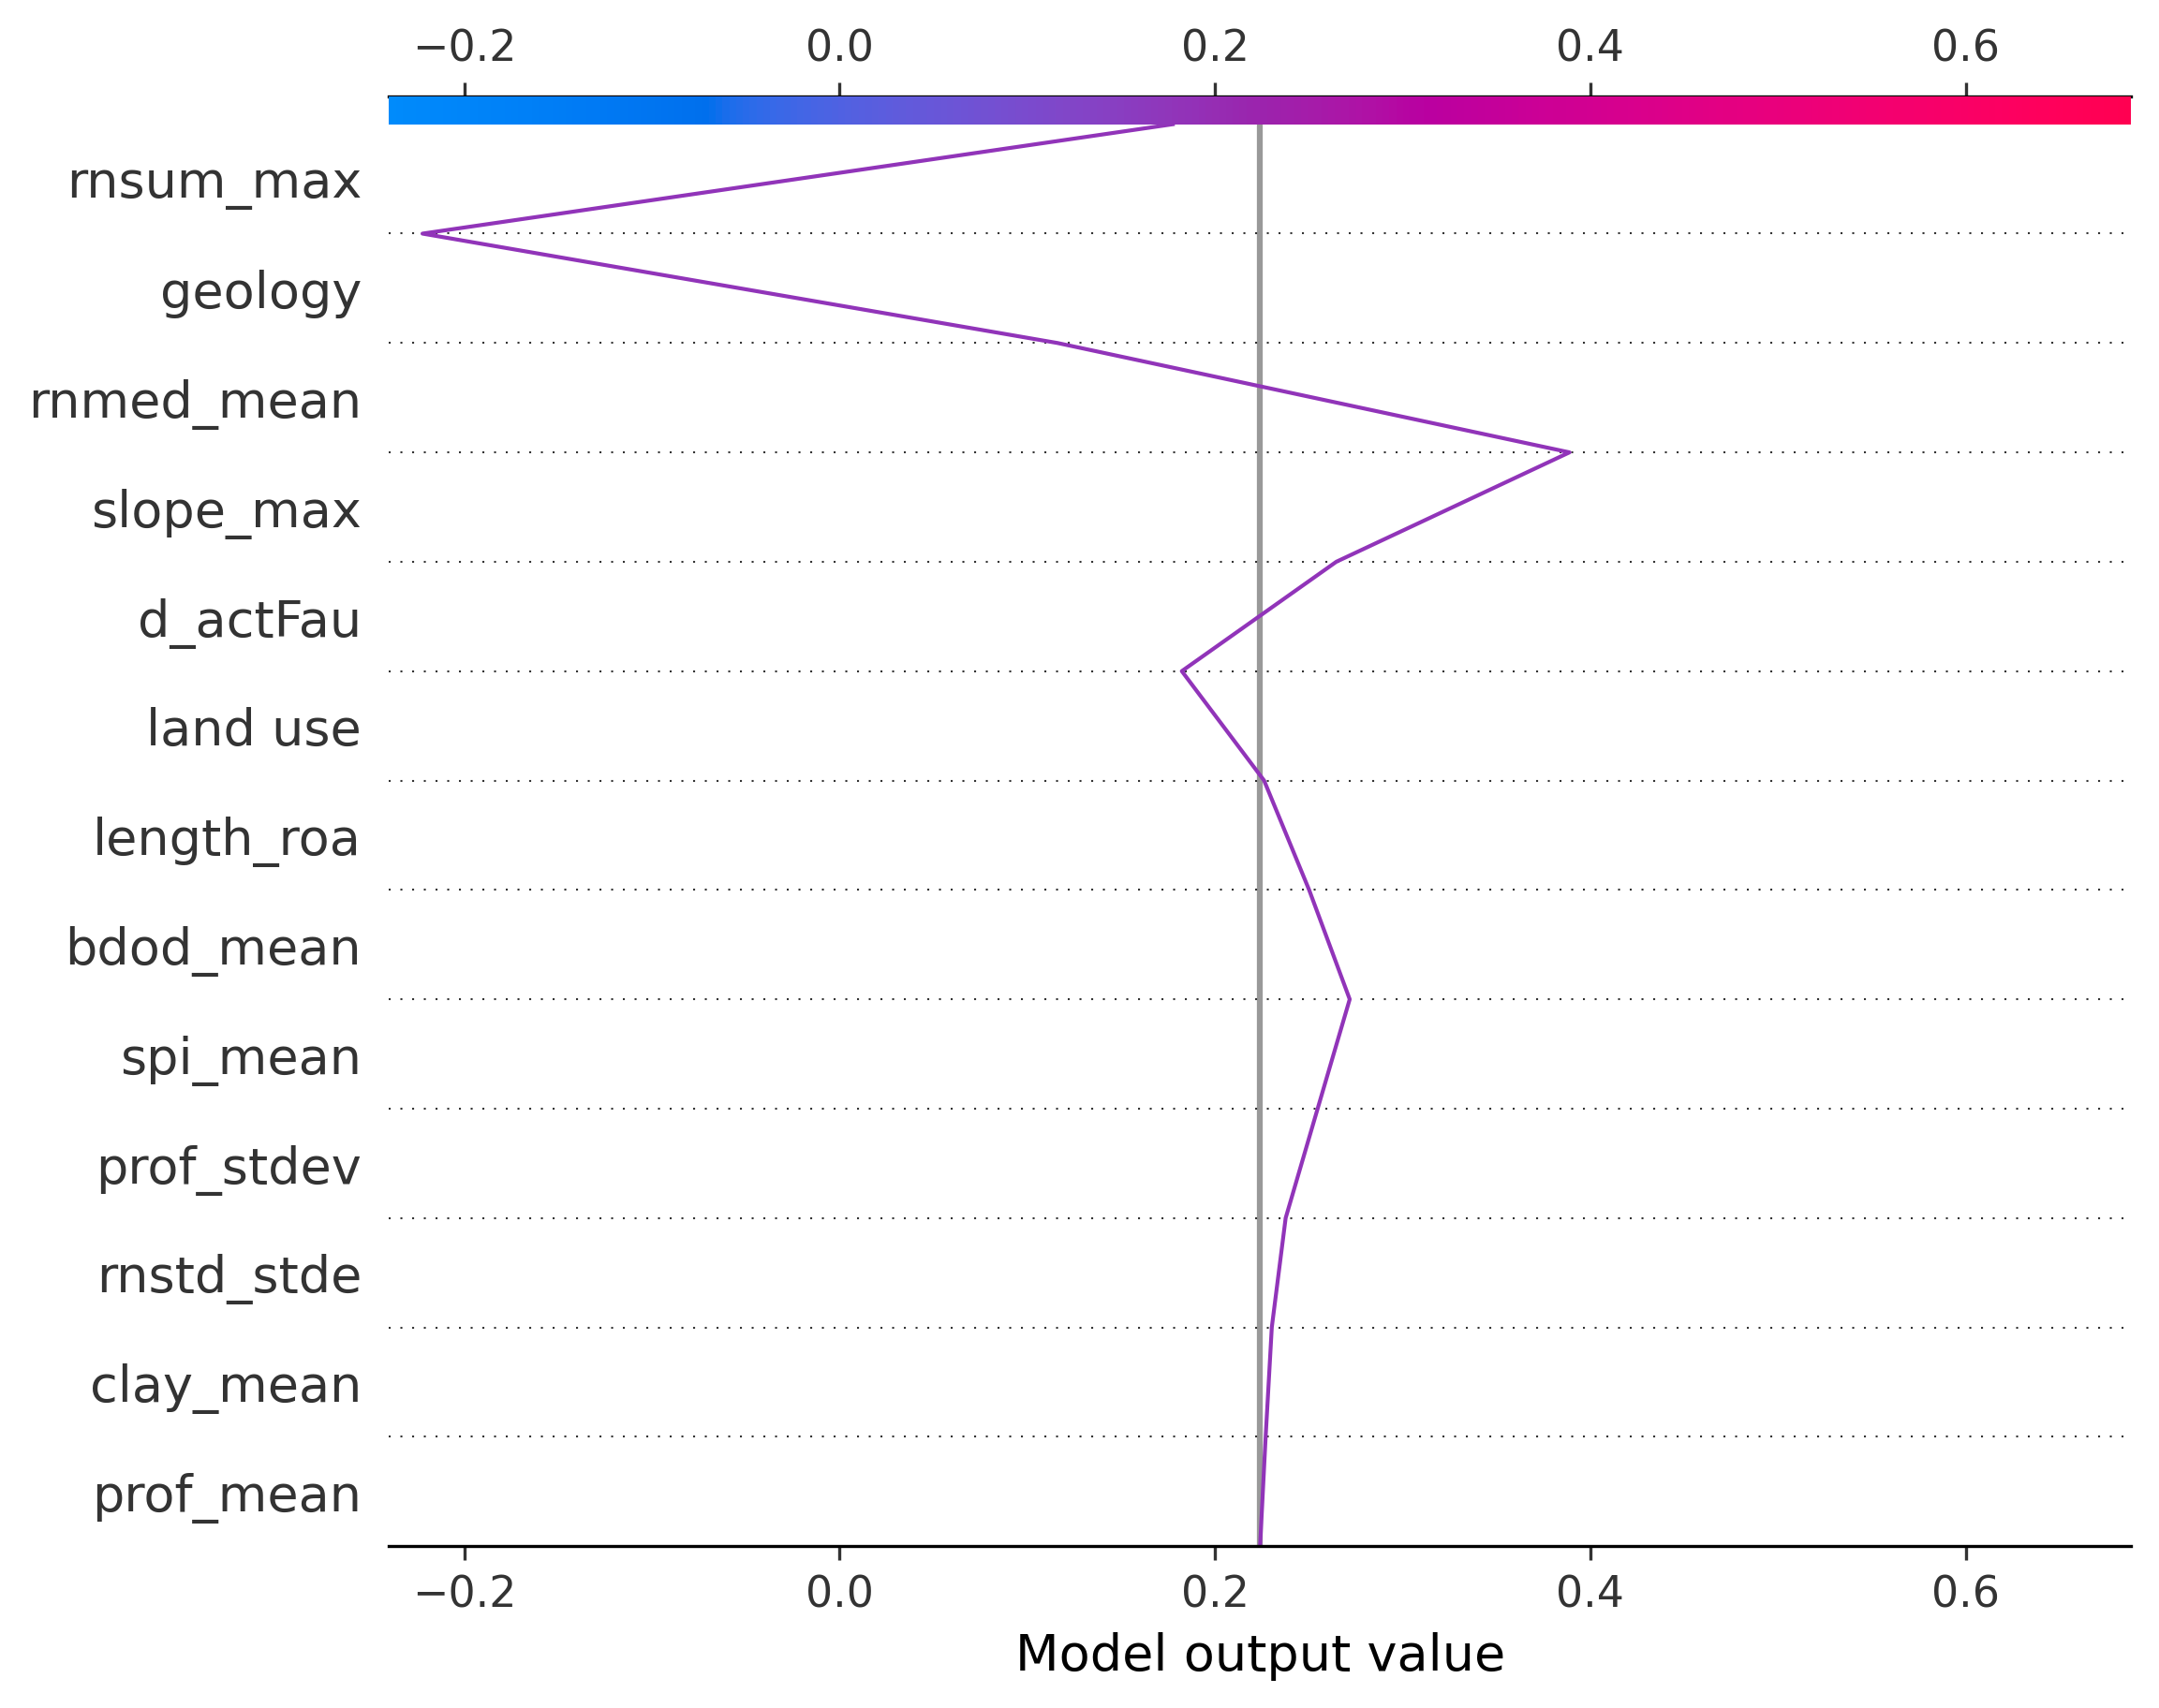 −0.2 0.0 0.2 0.4 0.6
rnsum_max
geology
rnmed_mean
slope_max
d_actFau
land use
length_roa
bdod_mean
spi_mean
prof_stdev
rnstd_stde
clay_mean
prof_mean
−0.2 0.0 0.2 0.4 0.6
Model output value